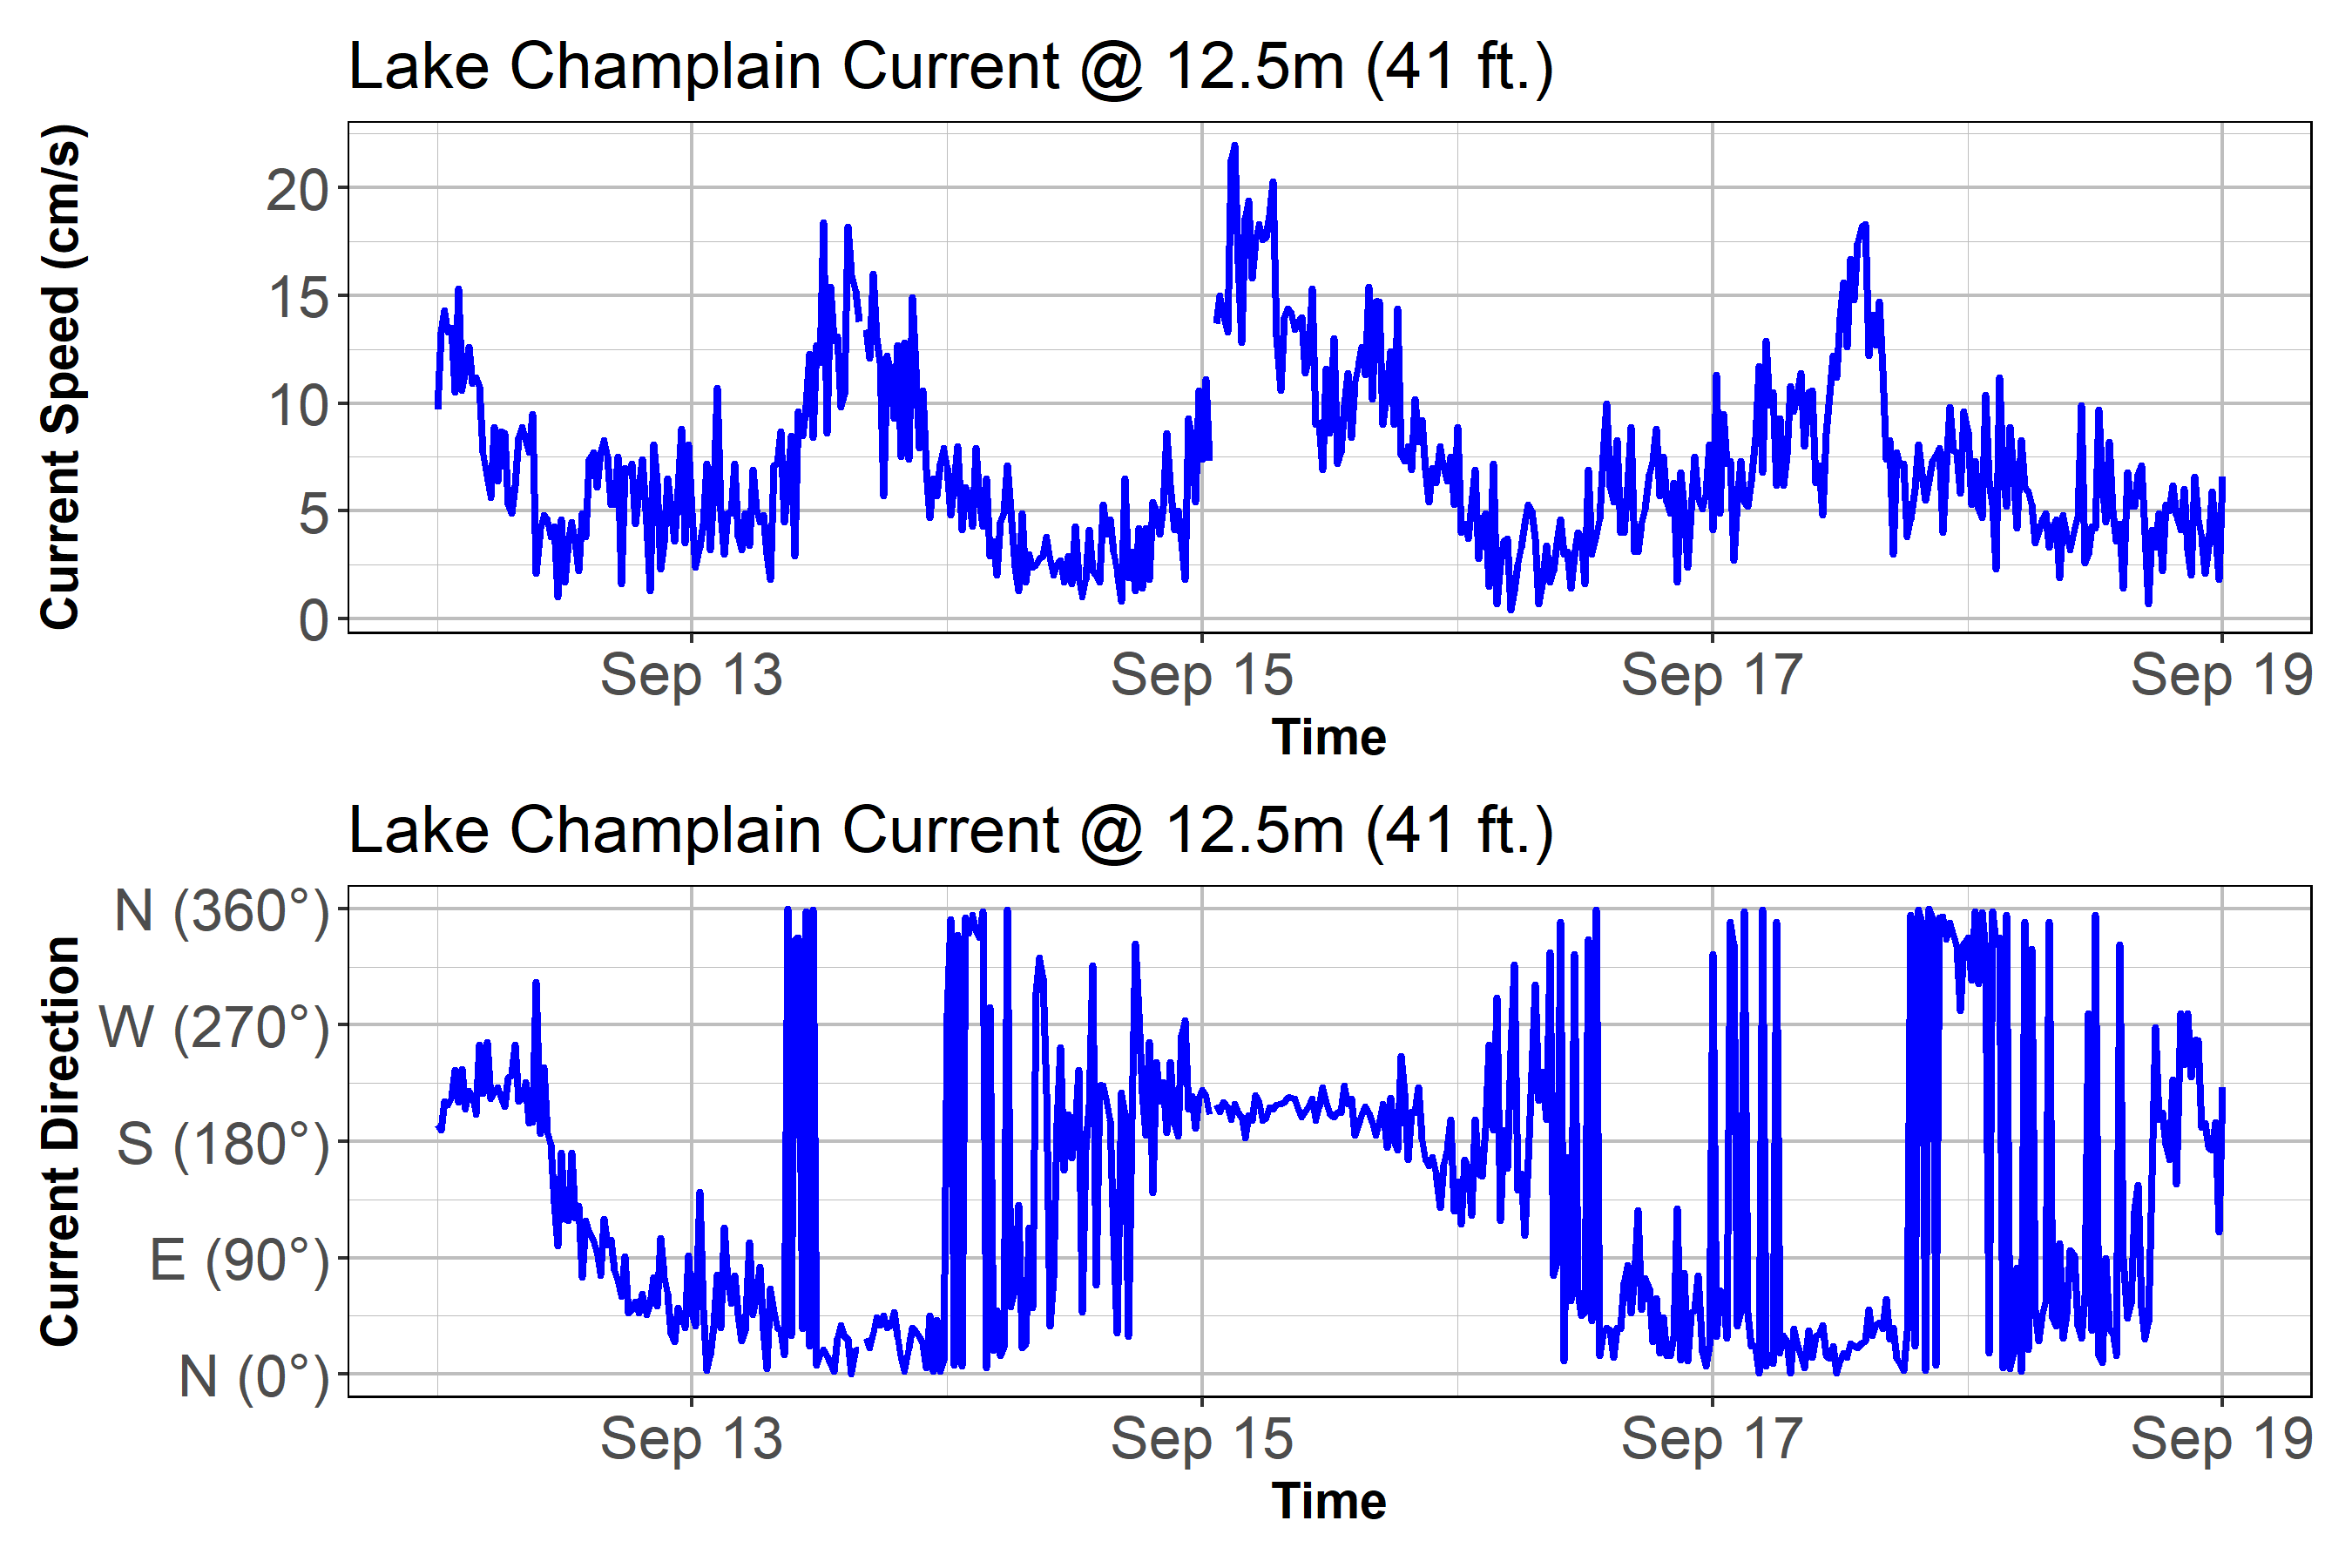 Lake Champlain Current @ 12.5m (41 ft.)
Current Speed (cm/s)
20
15
10
5
0
Sep 13 Sep 15 Sep 17 Sep 19
Time
Lake Champlain Current @ 12.5m (41 ft.)
Current Direction
N (360°)
W (270°)
S (180°)
E (90°)
N (0°)
Sep 13 Sep 15 Sep 17 Sep 19
Time